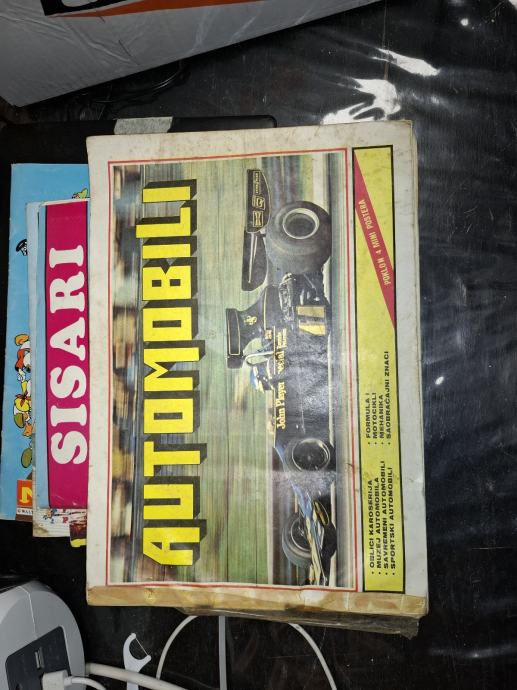 AUTOMOBILI
John Player Special
POKLON 4 MINI POSTERA
• OBLICI KAROSERIJA
• MUZEJ AUTOMOBILA
• SAVREMENI AUTOMOBILI
• SPORTSKI AUTOMOBILI
• FORMULA I
• MOTOCIKLI
• MEHANIKA
• SAOBRAĆAJNI ZNACI
SISARI